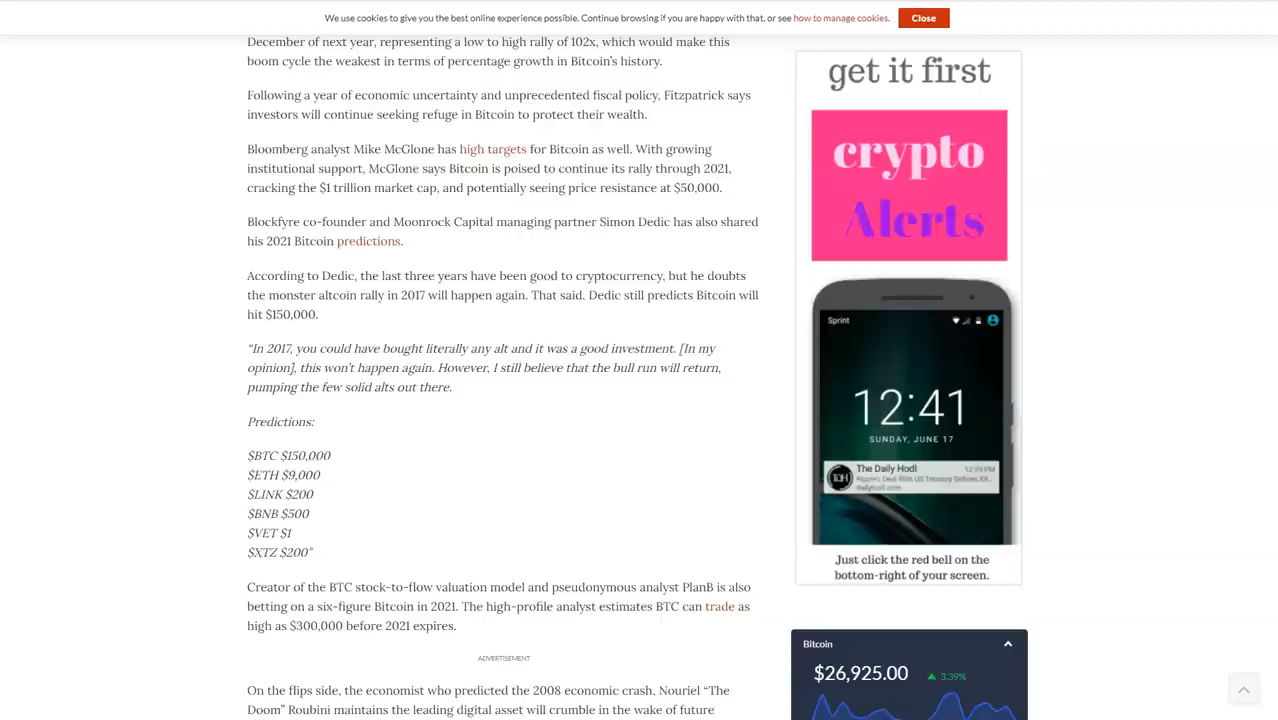 We use cookies to give you the best online experience possible. Continue browsing if you are happy with that, or see how to manage cookies.
Close
December of next year, representing a low to high rally of 102x, which would make this
boom cycle the weakest in terms of percentage growth in Bitcoin's history.
Following a year of economic uncertainty and unprecedented fiscal policy, Fitzpatrick says
investors will continue seeking refuge in Bitcoin to protect their wealth.
Bloomberg analyst Mike McGlone has high targets for Bitcoin as well. With growing
institutional support, McGlone says Bitcoin is poised to continue its rally through 2021,
cracking the $1 trillion market cap, and potentially seeing price resistance at $50,000.
Blockfyre co-founder and Moonrock Capital managing partner Simon Dedic has also shared
his 2021 Bitcoin predictions.
According to Dedic, the last three years have been good to cryptocurrency, but he doubts
the monster altcoin rally in 2017 will happen again. That said, Dedic still predicts Bitcoin will
hit $150,000.
“In 2017, you could have bought literally any alt and it was a good investment. [In my
opinion], this won't happen again. However, I still believe that the bull run will return,
pumping the few solid alts out there.
Predictions:
$BTC $150,000
$ETH $9,000
$LINK $200
$BNB $500
$VET $1
$XTZ $200”
Creator of the BTC stock-to-flow valuation model and pseudonymous analyst PlanB is also
betting on a six-figure Bitcoin in 2021. The high-profile analyst estimates BTC can trade as
high as $300,000 before 2021 expires.
ADVERTISEMENT
On the flips side, the economist who predicted the 2008 economic crash, Nouriel “The
Doom” Roubini maintains the leading digital asset will crumble in the wake of future
get it first
crypto
Alerts
Sprint
12:41
SUNDAY, JUNE 17
The Daily Hodl
12:39 PM
Ripple's Deal With US Treasury Defines XR...
dailyhodl.com
TDH
Just click the red bell on the
bottom-right of your screen.
Bitcoin
$26,925.00
3.39%